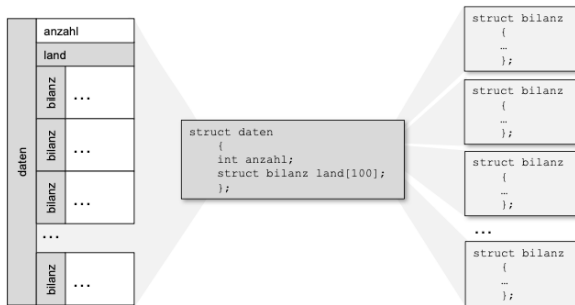 daten
anzahl
land
bilanz ...
bilanz ...
bilanz ...
...
bilanz ...
struct daten
{
int anzahl;
struct bilanz land[100];
};
struct bilanz
{
…
};
struct bilanz
{
…
};
struct bilanz
{
…
};
...
struct bilanz
{
…
};